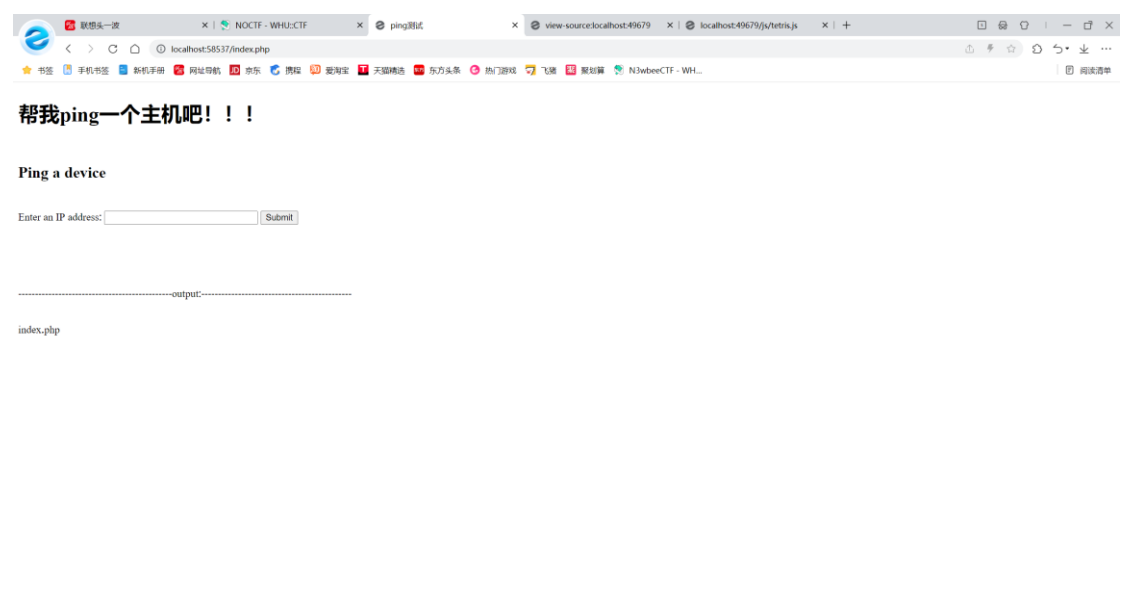 联想头一波
NOCTF - WHU::CTF
ping测试
view-source:localhost:49679
localhost:49679/js/tetris.js
localhost:58537/index.php
书签 手机书签 新机手册 网址导航 京东 携程 爱淘宝 天猫精选 东方头条 热门游戏 飞猪 聚划算 N3wbeeCTF - WH...
阅读清单
帮我ping一个主机吧！！！
Ping a device
Enter an IP address: Submit
-----------------------------------------------output:----------------------------------------------
index.php